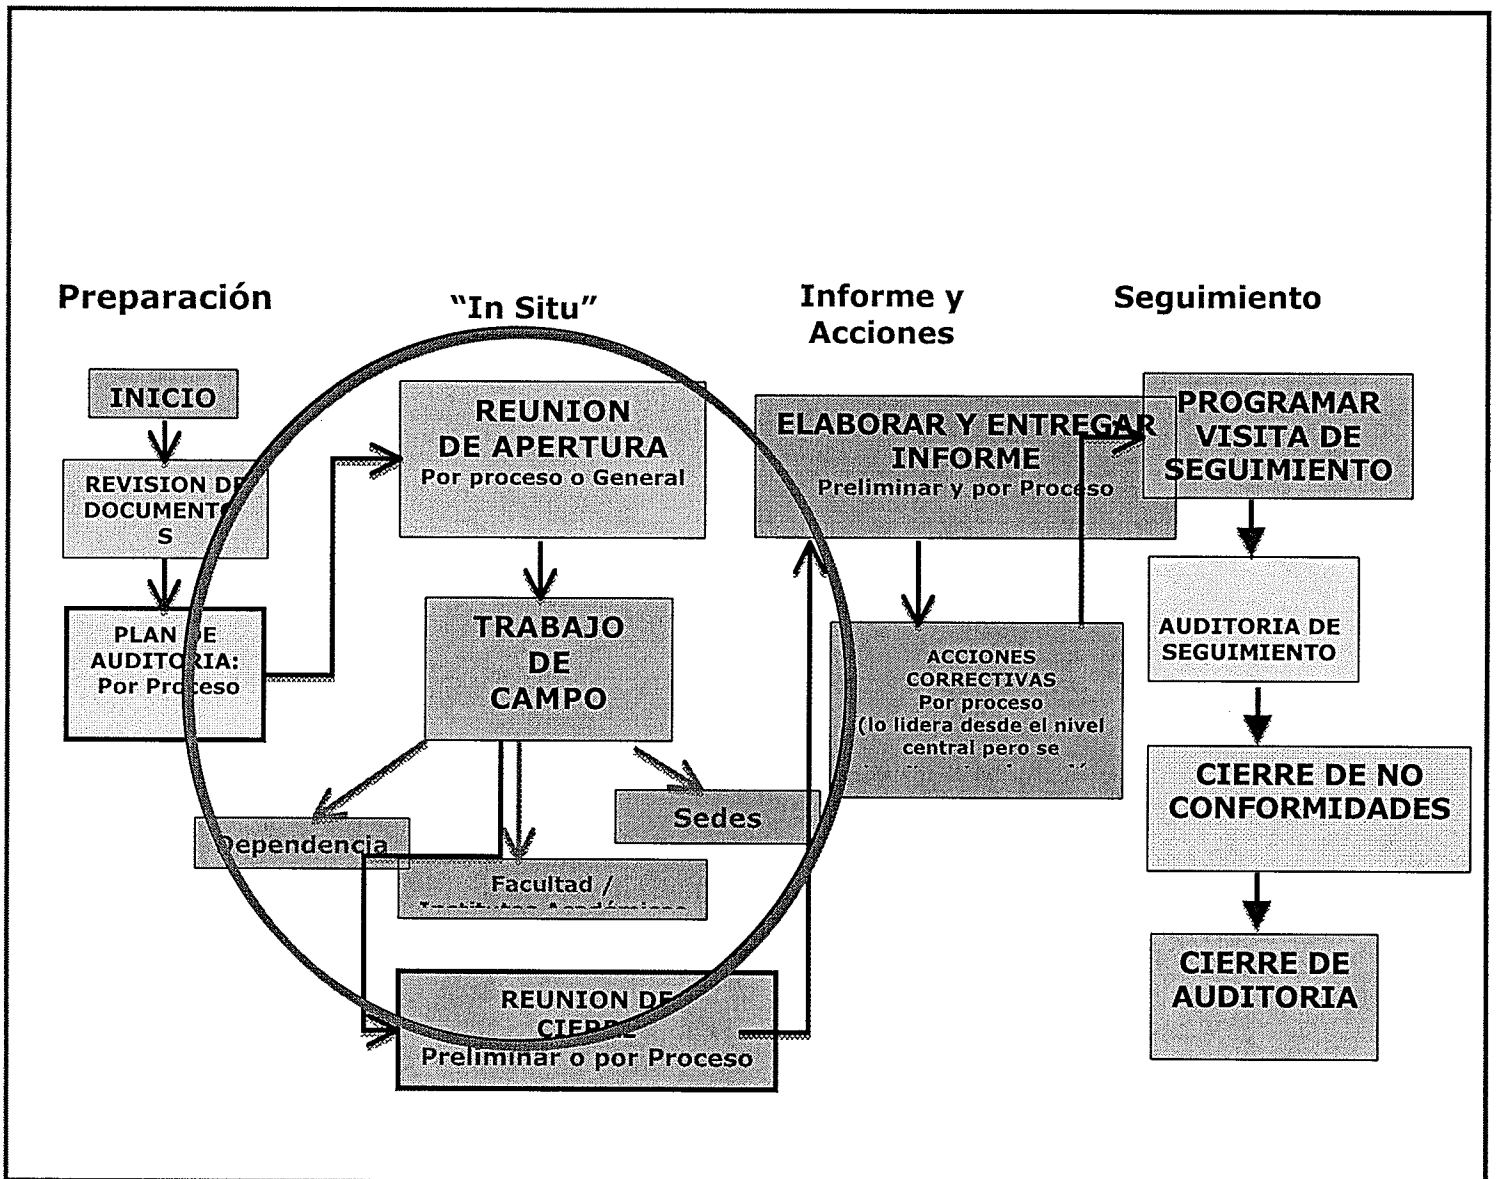 Preparación
INICIO
REVISION DE
DOCUMENTO
S
PLAN DE
AUDITORIA:
Por Proceso
“In Situ”
REUNION
DE APERTURA
Por proceso o General
TRABAJO
DE
CAMPO
Dependencia
Facultad /
Institutos Académicos
Sedes
REUNION DE
CIERRE
Preliminar o por Proceso
Informe y
Acciones
ELABORAR Y ENTREGAR
INFORME
Preliminar y por Proceso
ACCIONES
CORRECTIVAS
Por proceso
(lo lidera desde el nivel
central pero se
Seguimiento
PROGRAMAR
VISITA DE
SEGUIMIENTO
AUDITORIA DE
SEGUIMIENTO
CIERRE DE NO
CONFORMIDADES
CIERRE DE
AUDITORIA